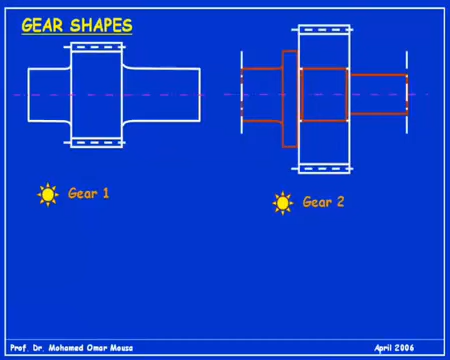 GEAR SHAPES
Gear 1
Gear 2
Prof. Dr. Mohamed Omar Mousa
April 2006